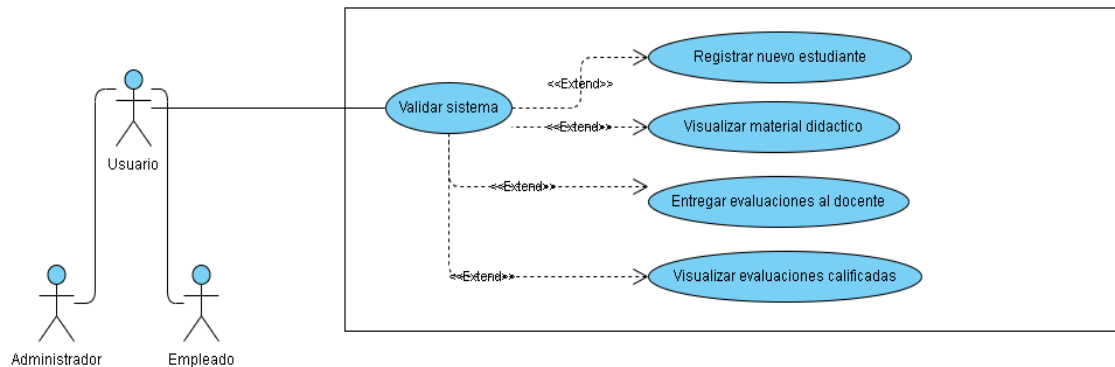 Registrar nuevo estudiante
<<Extend>>
Validar sistema
Visualizar material didactico
<<Extend>>
Usuario
<<Extend>>
Entregar evaluaciones al docente
<<Extend>>
Visualizar evaluaciones calificadas
Administrador
Empleado